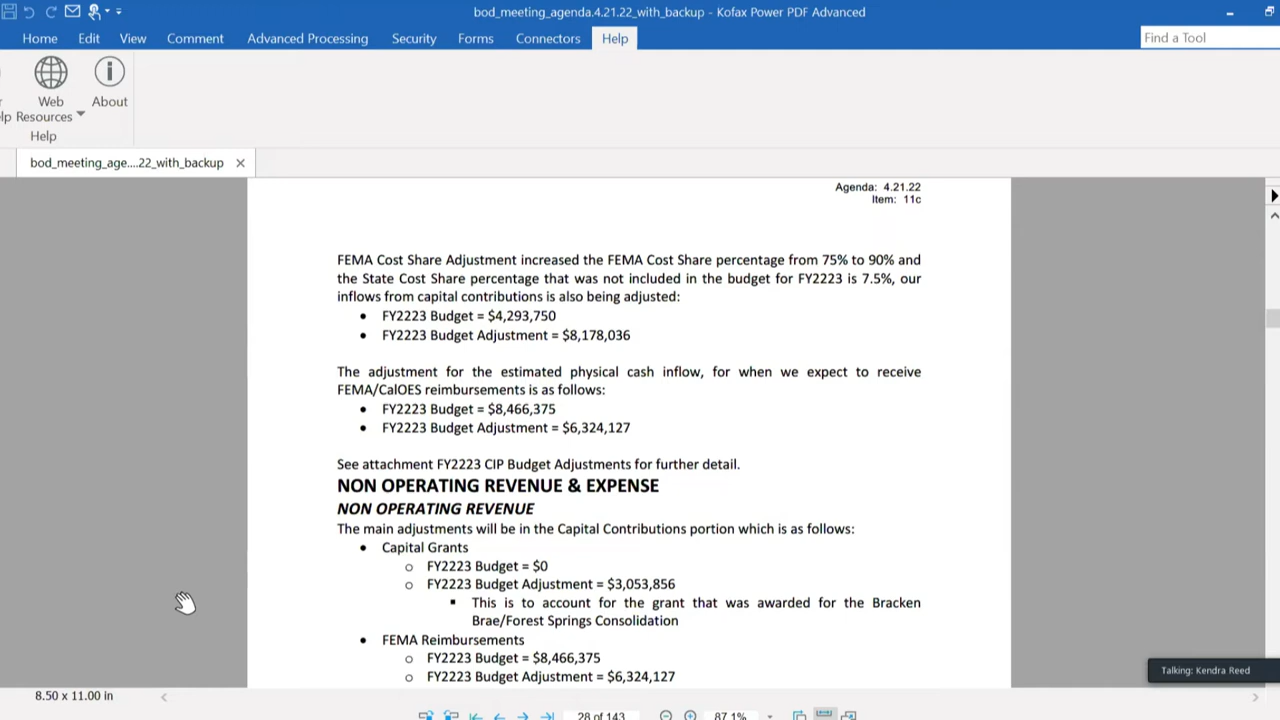 bod_meeting_agenda.4.21.22_with_backup - Kofax Power PDF Advanced
Home Edit View Comment Advanced Processing Security Forms Connectors Help
Find a Tool
Web About
lp Resources
Help
bod_meeting_age....22_with_backup
Agenda: 4.21.22
Item: 11c
FEMA Cost Share Adjustment increased the FEMA Cost Share percentage from 75% to 90% and
the State Cost Share percentage that was not included in the budget for FY2223 is 7.5%, our
inflows from capital contributions is also being adjusted:
• FY2223 Budget = $4,293,750
• FY2223 Budget Adjustment = $8,178,036
The adjustment for the estimated physical cash inflow, for when we expect to receive
FEMA/CalOES reimbursements is as follows:
• FY2223 Budget = $8,466,375
• FY2223 Budget Adjustment = $6,324,127
See attachment FY2223 CIP Budget Adjustments for further detail.
NON OPERATING REVENUE & EXPENSE
NON OPERATING REVENUE
The main adjustments will be in the Capital Contributions portion which is as follows:
• Capital Grants
o FY2223 Budget = $0
o FY2223 Budget Adjustment = $3,053,856
▪ This is to account for the grant that was awarded for the Bracken
Brae/Forest Springs Consolidation
• FEMA Reimbursements
o FY2223 Budget = $8,466,375
o FY2223 Budget Adjustment = $6,324,127
Talking: Kendra Reed
8.50 x 11.00 in
28 of 143
87.1%